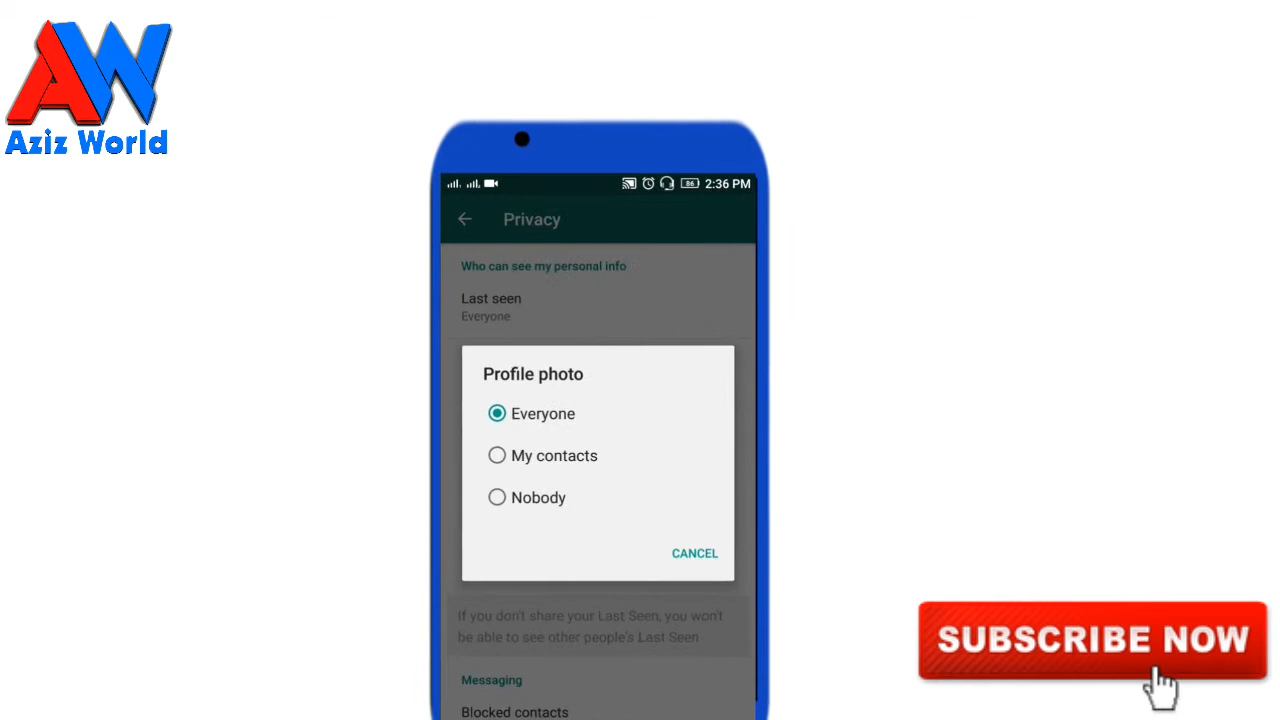 AW
Aziz World
86
2:36 PM
Privacy
Who can see my personal info
Last seen
Everyone
Profile photo
Everyone
My contacts
Nobody
CANCEL
If you don't share your Last Seen, you won't
be able to see other people's Last Seen
Messaging
Blocked contacts
SUBSCRIBE NOW